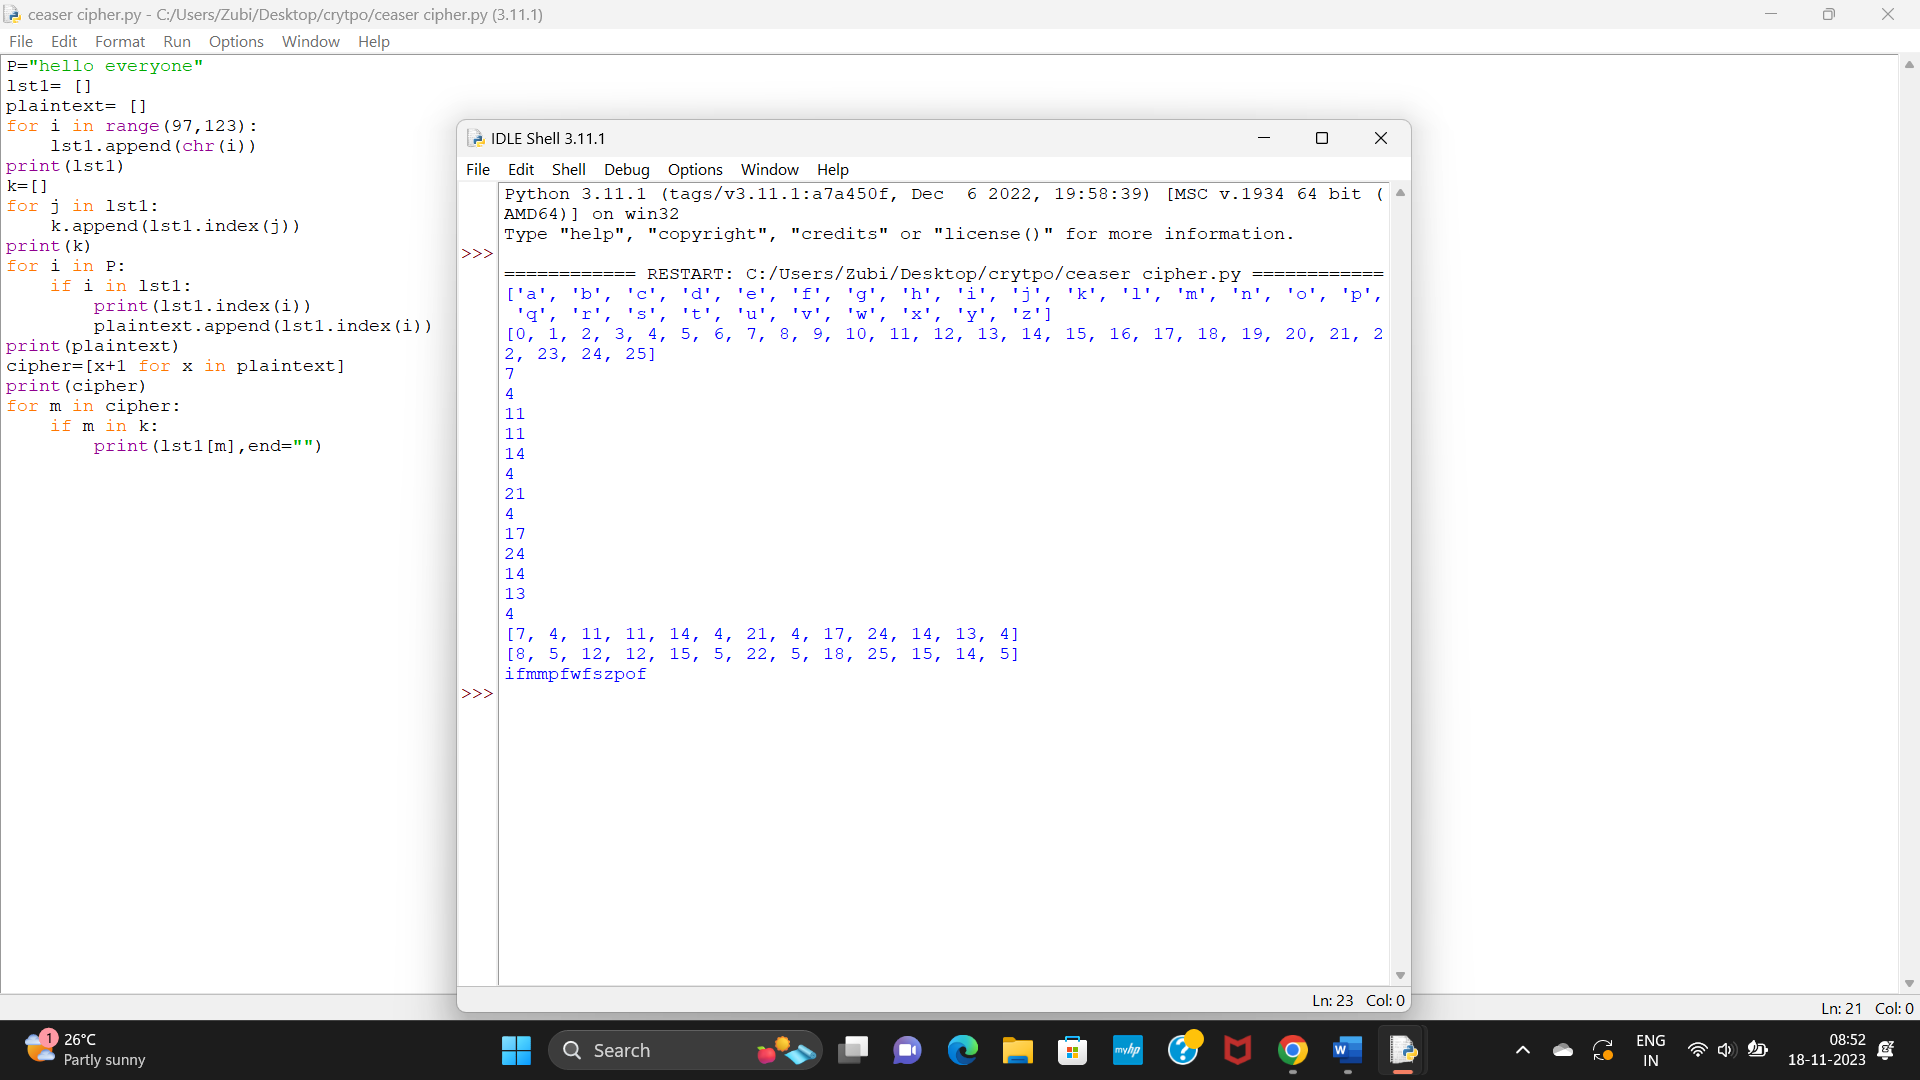 ceaser cipher.py - C:/Users/Zubi/Desktop/crytpo/ceaser cipher.py (3.11.1)
File Edit Format Run Options Window Help
P="hello everyone"
lst1= []
plaintext= []
for i in range(97,123):
    lst1.append(chr(i))
print(lst1)
k=[]
for j in lst1:
    k.append(lst1.index(j))
print(k)
for i in P:
    if i in lst1:
        print(lst1.index(i))
        plaintext.append(lst1.index(i))
print(plaintext)
cipher=[x+1 for x in plaintext]
print(cipher)
for m in cipher:
    if m in k:
        print(lst1[m],end="")
IDLE Shell 3.11.1
File Edit Shell Debug Options Window Help
Python 3.11.1 (tags/v3.11.1:a7a450f, Dec  6 2022, 19:58:39) [MSC v.1934 64 bit (
AMD64)] on win32
Type "help", "copyright", "credits" or "license()" for more information.
>>>
============ RESTART: C:/Users/Zubi/Desktop/crytpo/ceaser cipher.py ============
['a', 'b', 'c', 'd', 'e', 'f', 'g', 'h', 'i', 'j', 'k', 'l', 'm', 'n', 'o', 'p',
 'q', 'r', 's', 't', 'u', 'v', 'w', 'x', 'y', 'z']
[0, 1, 2, 3, 4, 5, 6, 7, 8, 9, 10, 11, 12, 13, 14, 15, 16, 17, 18, 19, 20, 21, 2
2, 23, 24, 25]
7
4
11
11
14
4
21
4
17
24
14
13
4
[7, 4, 11, 11, 14, 4, 21, 4, 17, 24, 14, 13, 4]
[8, 5, 12, 12, 15, 5, 22, 5, 18, 25, 15, 14, 5]
ifmmpfwfszpof
>>>
Ln: 23 Col: 0
Ln: 21 Col: 0
1
26°C
Partly sunny
Search
myhp
ENG
IN
08:52
18-11-2023